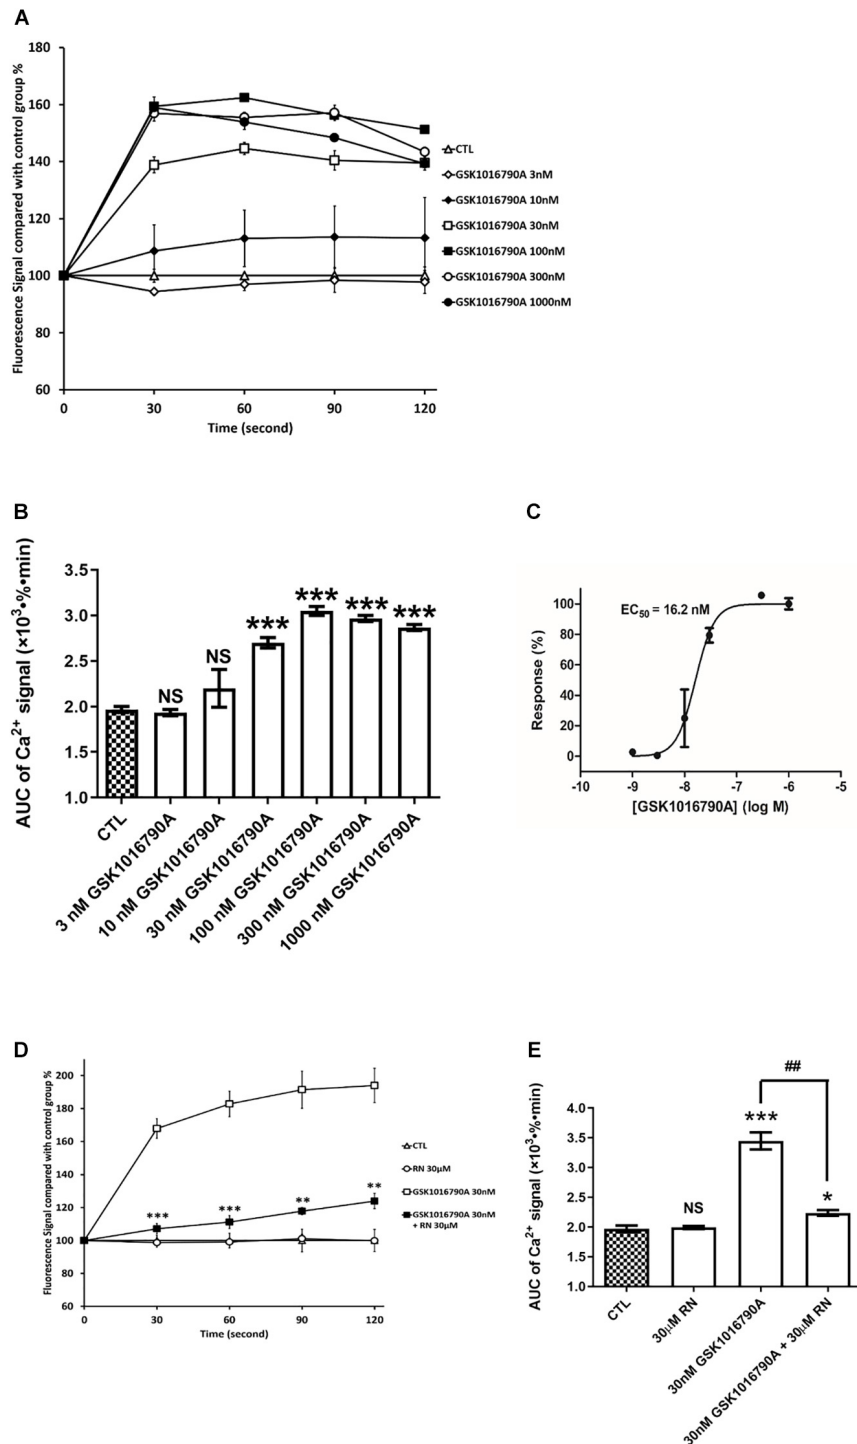 A
Fluorescence Signal compared with control group %
180
160
140
120
100
80
60
0
30
60
90
120
Time (second)
CTL
GSK1016790A 3nM
GSK1016790A 10nM
GSK1016790A 30nM
GSK1016790A 100nM
GSK1016790A 300nM
GSK1016790A 1000nM
B
AUC of Ca2+ signal (×10³•%•min)
3.5
3.0
2.5
2.0
1.5
1.0
NS
NS
***
***
***
***
CTL
3 nM GSK1016790A
10 nM GSK1016790A
30 nM GSK1016790A
100 nM GSK1016790A
300 nM GSK1016790A
1000 nM GSK1016790A
C
Response (%)
100
80
60
40
20
0
EC50 = 16.2 nM
-10
-9
-8
-7
-6
-5
[GSK1016790A] (log M)
D
Fluorescence Signal compared with control group %
200
180
160
140
120
100
80
60
***
***
**
**
0
30
60
90
120
Time (second)
CTL
RN 30μM
GSK1016790A 30nM
GSK1016790A 30nM
+ RN 30μM
E
AUC of Ca2+ signal (×10³•%•min)
4.0
3.5
3.0
2.5
2.0
1.5
1.0
##
NS
***
*
CTL
30μM RN
30nM GSK1016790A
30nM GSK1016790A + 30μM RN